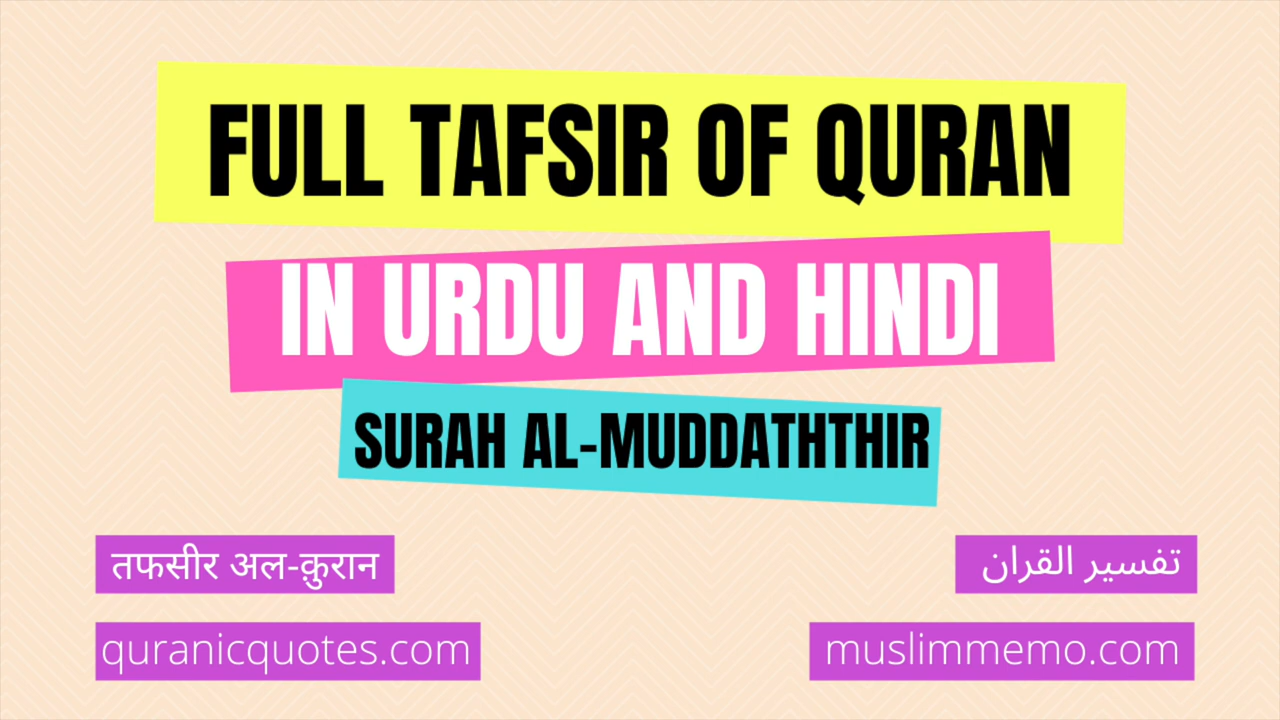 FULL TAFSIR OF QURAN
IN URDU AND HINDI
SURAH AL-MUDDATHTHIR
तफसीर अल-क़ुरान
تفسير القران
quranicquotes.com
muslimmemo.com